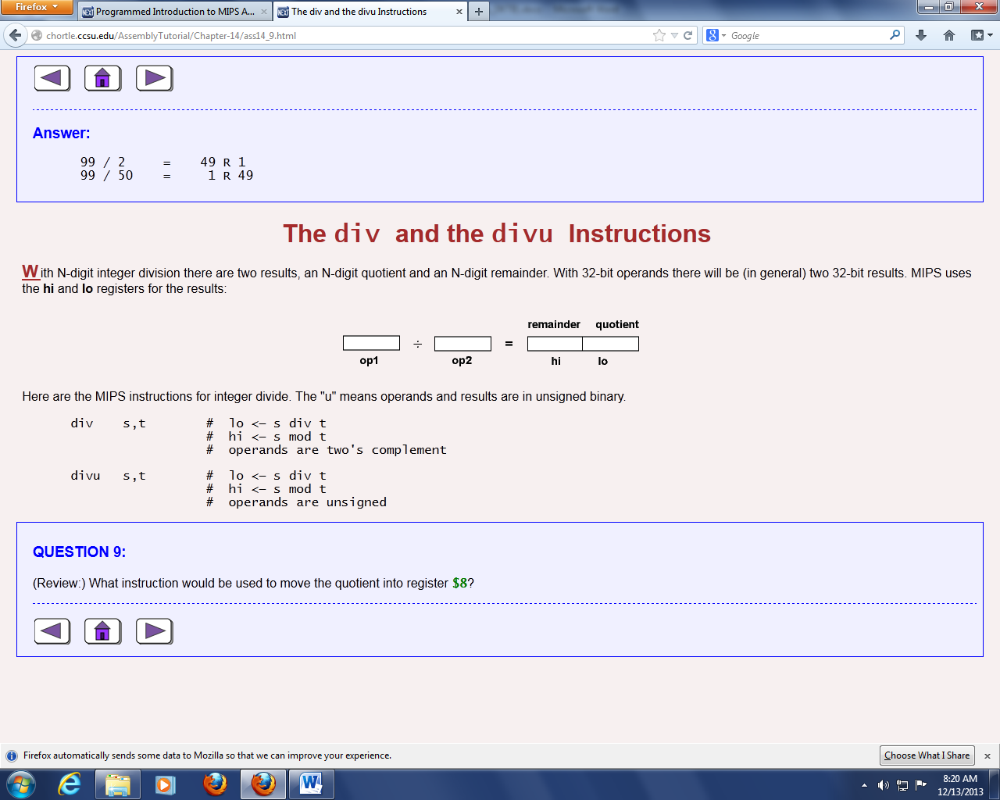 Firefox
Programmed Introduction to MIPS A...
The div and the divu Instructions
chortle.ccsu.edu/AssemblyTutorial/Chapter-14/ass14_9.html
Google
Answer:
99 / 2 = 49 R 1
99 / 50 = 1 R 49
The div and the divu Instructions
With N-digit integer division there are two results, an N-digit quotient and an N-digit remainder. With 32-bit operands there will be (in general) two 32-bit results. MIPS uses
the hi and lo registers for the results:
remainder quotient
÷ =
op1 op2 hi lo
Here are the MIPS instructions for integer divide. The "u" means operands and results are in unsigned binary.
div s,t # lo <— s div t
# hi <— s mod t
# operands are two's complement
divu s,t # lo <— s div t
# hi <— s mod t
# operands are unsigned
QUESTION 9:
(Review:) What instruction would be used to move the quotient into register $8?
Firefox automatically sends some data to Mozilla so that we can improve your experience.
Choose What I Share
8:20 AM
12/13/2013